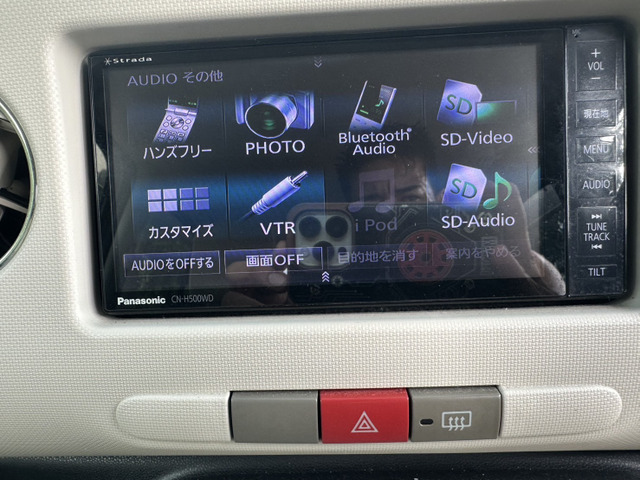 Strada
AUDIO その他
ハンズフリー
PHOTO
Bluetooth®
Audio
SD
SD-Video
カスタマイズ
VTR
i Pod
SD
SD-Audio
AUDIOをOFFする
画面OFF
目的地を消す
案内をやめる
Panasonic
CN-H500WD
+
VOL
−
現在地
MENU
AUDIO
TUNE
TRACK
TILT